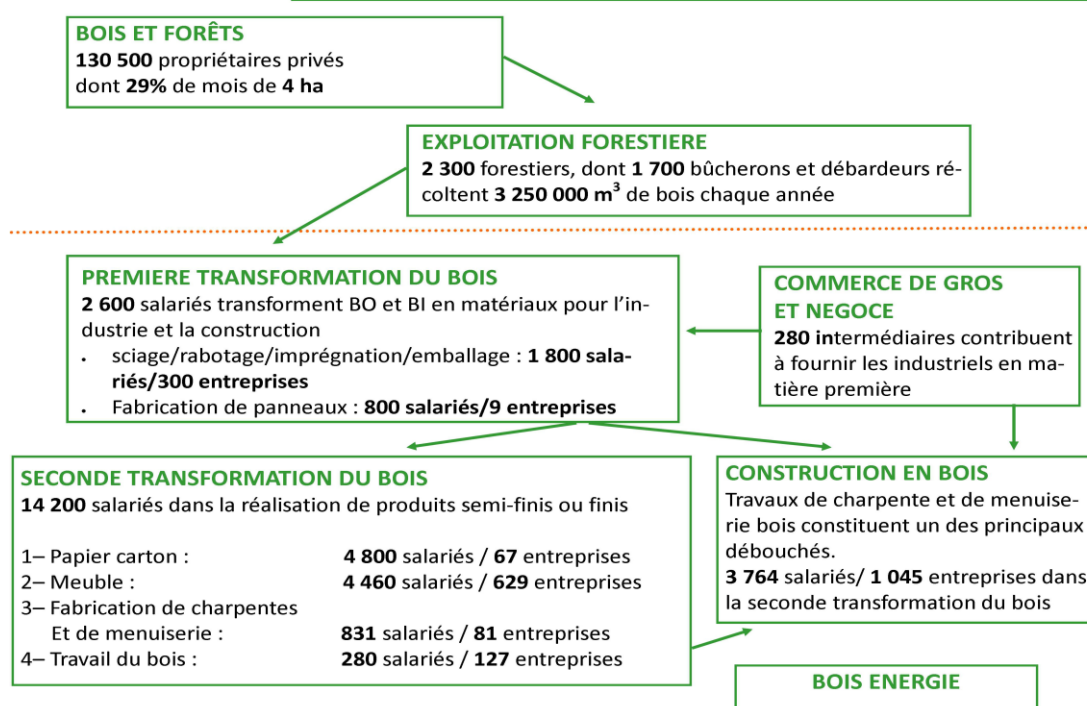 BOIS ET FORÊTS
130 500 propriétaires privés
dont 29% de mois de 4 ha
EXPLOITATION FORESTIERE
2 300 forestiers, dont 1 700 bûcherons et débardeurs ré-
coltent 3 250 000 m³ de bois chaque année
PREMIERE TRANSFORMATION DU BOIS
2 600 salariés transforment BO et BI en matériaux pour l’in-
dustrie et la construction
• sciage/rabotage/imprégnation/emballage : 1 800 sala-
riés/300 entreprises
• Fabrication de panneaux : 800 salariés/9 entreprises
COMMERCE DE GROS
ET NEGOCE
280 intermédiaires contribuent
à fournir les industriels en ma-
tière première
SECONDE TRANSFORMATION DU BOIS
14 200 salariés dans la réalisation de produits semi-finis ou finis
1– Papier carton : 4 800 salariés / 67 entreprises
2– Meuble : 4 460 salariés / 629 entreprises
3– Fabrication de charpentes
Et de menuiserie : 831 salariés / 81 entreprises
4– Travail du bois : 280 salariés / 127 entreprises
CONSTRUCTION EN BOIS
Travaux de charpente et de menuise-
rie bois constituent un des principaux
débouchés.
3 764 salariés/ 1 045 entreprises dans
la seconde transformation du bois
BOIS ENERGIE